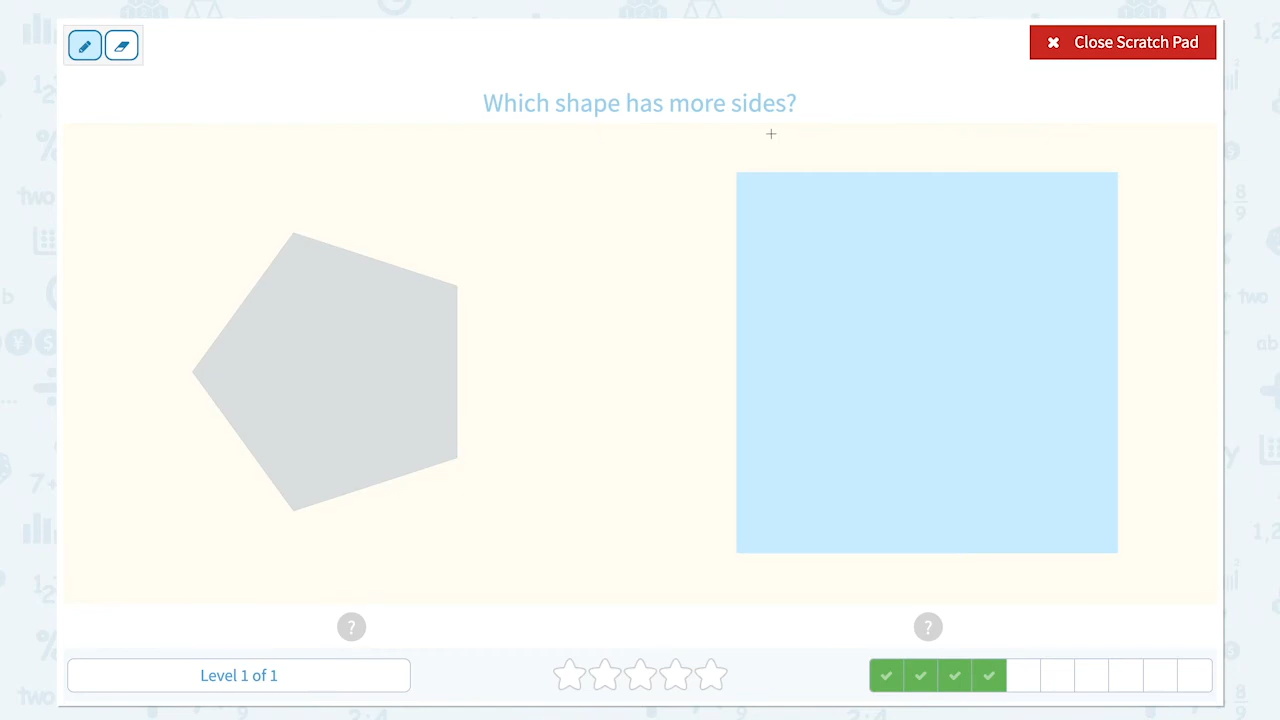 Close Scratch Pad
Which shape has more sides?
? ?
Level 1 of 1